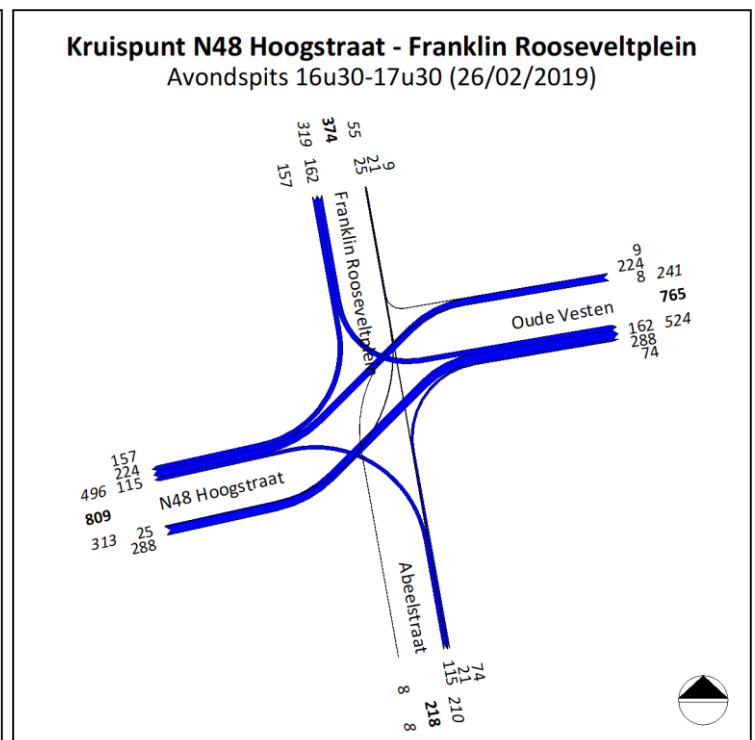 Kruispunt N48 Hoogstraat - Franklin Rooseveltplein
Avondspits 16u30-17u30 (26/02/2019)
319 374 55
157 162 25 21 9
Franklin Rooseveltplein
9
224
8 241
765
Oude Vesten
162 524
288
74
157
224
496 115
809
313 25
288
N48 Hoogstraat
Abeelstraat
115 21 74
8 218 210
8